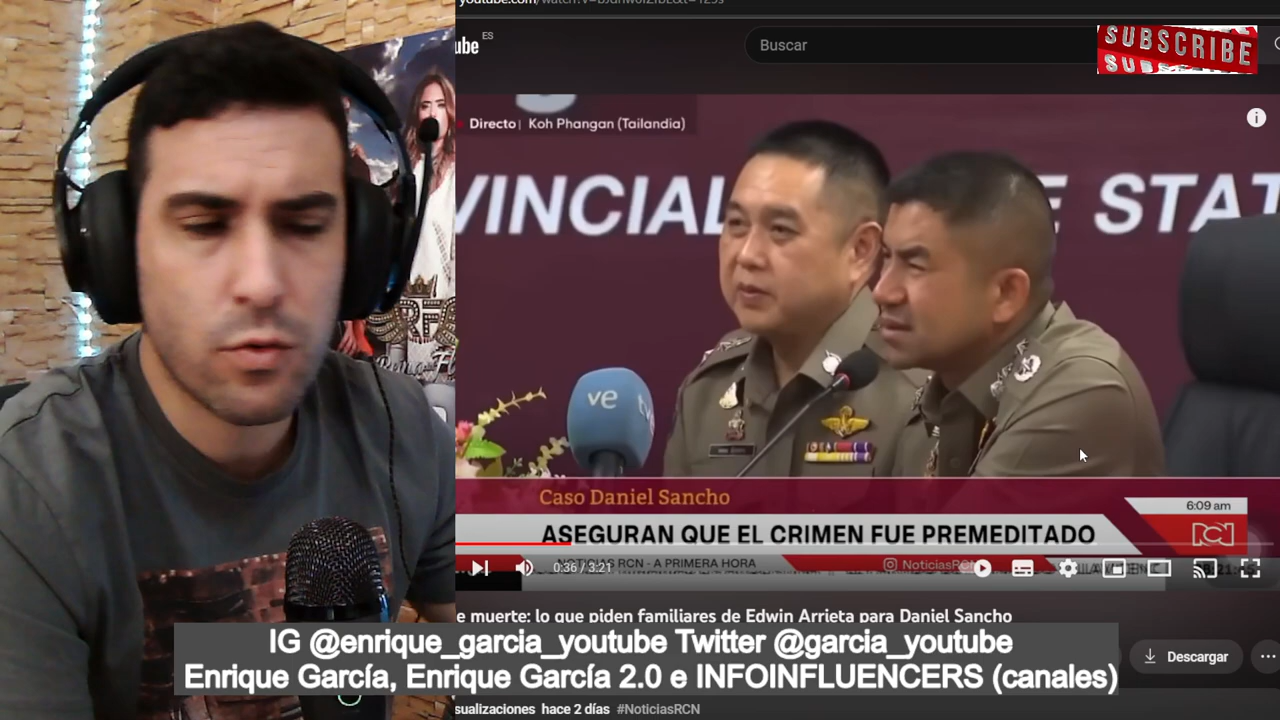 ube ES
Buscar
SUBSCRIBE
Directo | Koh Phangan (Tailandia)
VINCIAL
E STAT
ve
tv
Caso Daniel Sancho
6:09 am
ASEGURAN QUE EL CRIMEN FUE PREMEDITADO
RCN
0:36 / 3:21
NOTICIAS RCN - A PRIMERA HORA
NoticiasRCN
e muerte: lo que piden familiares de Edwin Arrieta para Daniel Sancho
IG @enrique_garcia_youtube Twitter @garcia_youtube
Enrique García, Enrique García 2.0 e INFOINFLUENCERS (canales)
Descargar
sualizaciones hace 2 días #NoticiasRCN